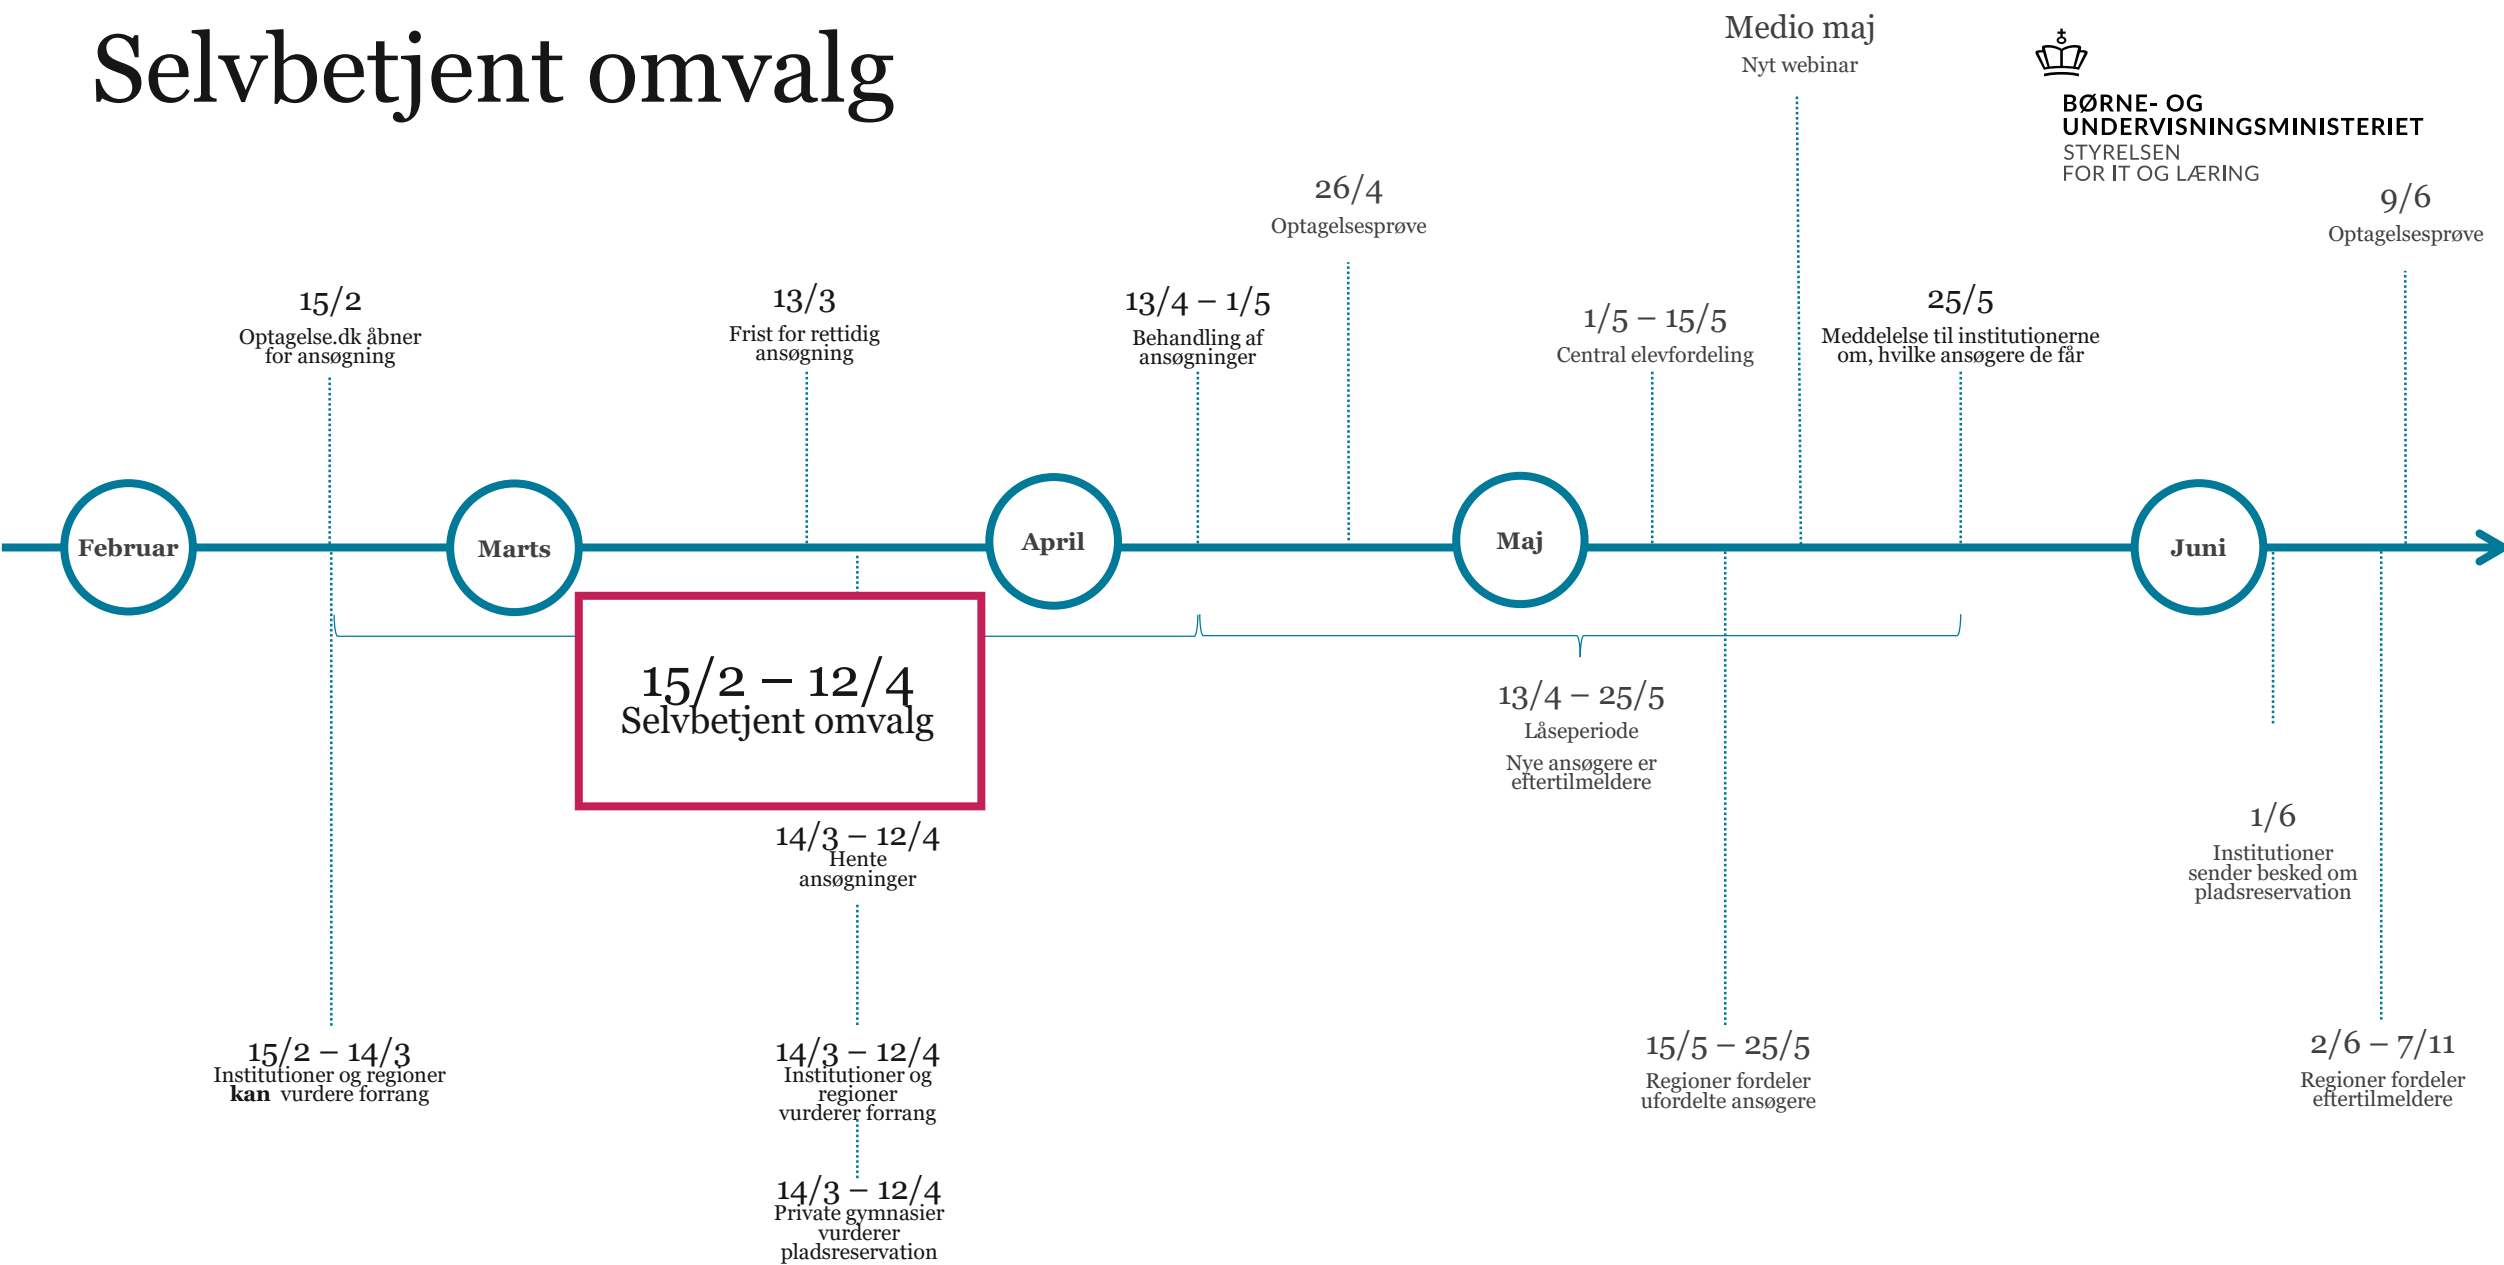 Selvbetjent omvalg
Medio maj
Nyt webinar
BØRNE- OG
UNDERVISNINGSMINISTERIET
STYRELSEN
FOR IT OG LÆRING
26/4
Optagelsesprøve
9/6
Optagelsesprøve
15/2
Optagelse.dk åbner
for ansøgning
13/3
Frist for rettidig
ansøgning
13/4 – 1/5
Behandling af
ansøgninger
1/5 – 15/5
Central elevfordeling
25/5
Meddelelse til institutionerne
om, hvilke ansøgere de får
Februar
Marts
April
Maj
Juni
15/2 – 12/4
Selvbetjent omvalg
13/4 – 25/5
Låseperiode
Nye ansøgere er
eftertilmeldere
14/3 – 12/4
Hente
ansøgninger
1/6
Institutioner
sender besked om
pladsreservation
15/2 – 14/3
Institutioner og regioner
kan vurdere forrang
14/3 – 12/4
Institutioner og
regioner
vurderer forrang
15/5 – 25/5
Regioner fordeler
ufordelte ansøgere
2/6 – 7/11
Regioner fordeler
eftertilmeldere
14/3 – 12/4
Private gymnasier
vurderer
pladsreservation